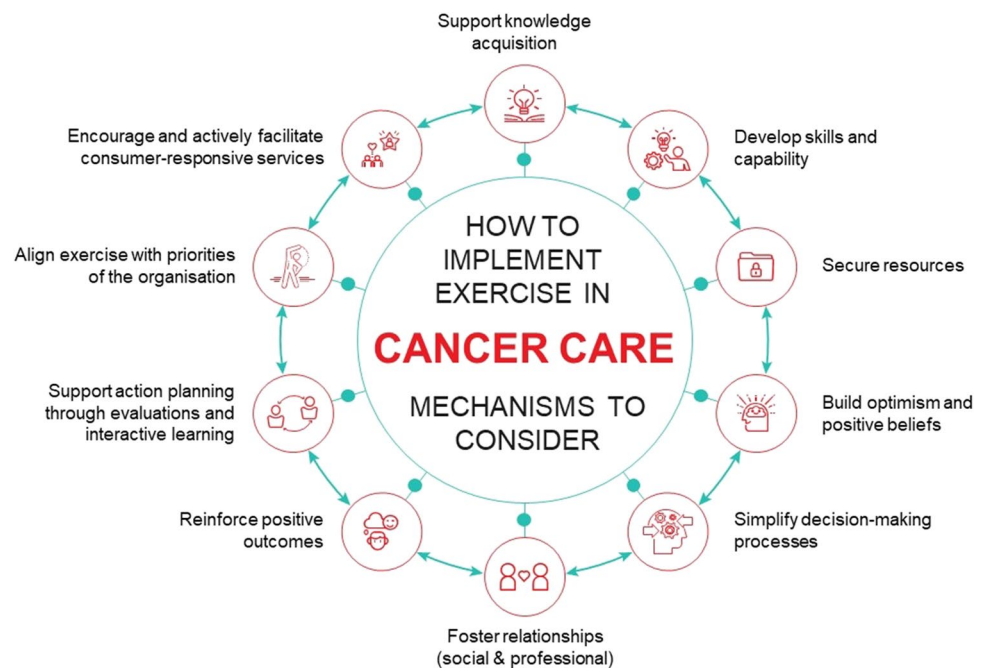 Support knowledge
acquisition
Develop skills and
capability
Secure resources
Build optimism and
positive beliefs
Simplify decision-making
processes
Foster relationships
(social & professional)
Reinforce positive
outcomes
Support action planning
through evaluations and
interactive learning
Align exercise with priorities
of the organisation
Encourage and actively facilitate
consumer-responsive services
HOW TO
IMPLEMENT
EXERCISE IN
CANCER CARE
MECHANISMS TO
CONSIDER